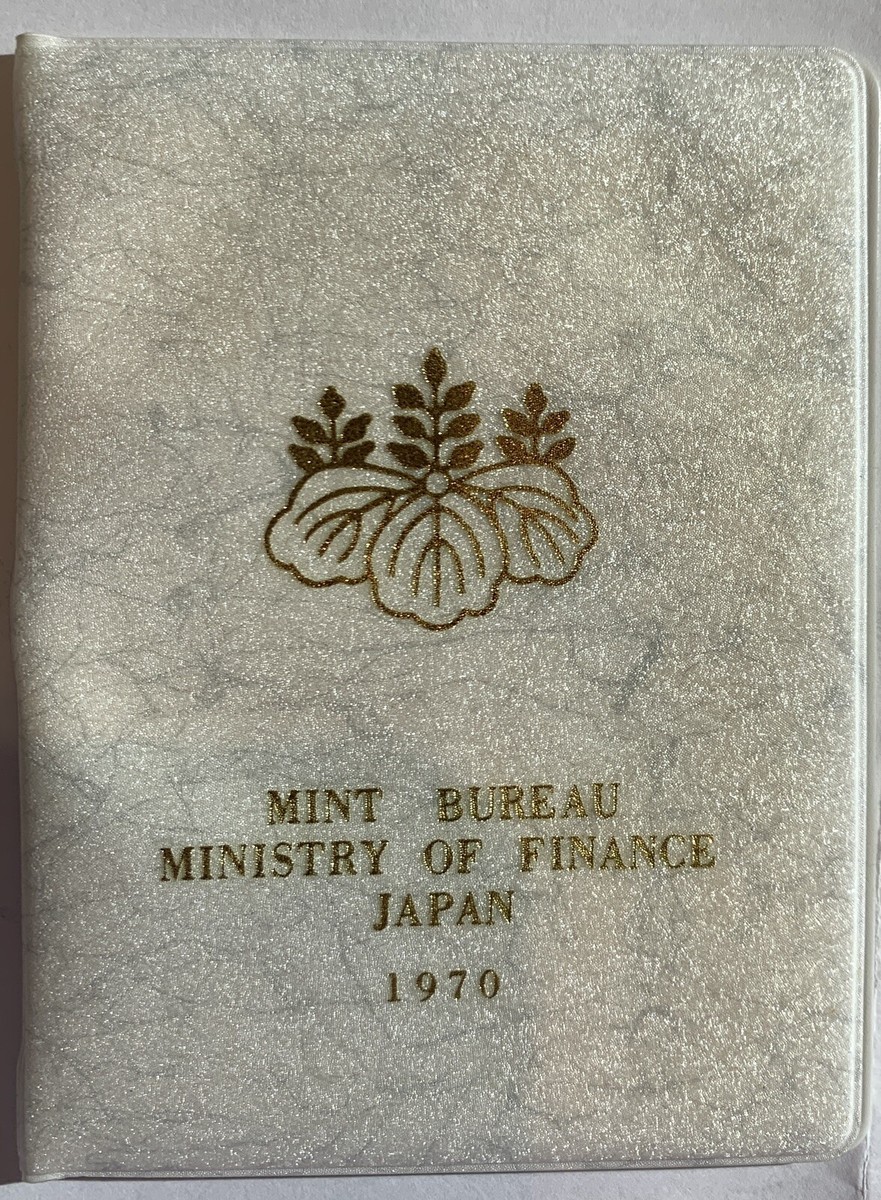 MINT BUREAU
MINISTRY OF FINANCE
JAPAN
1970